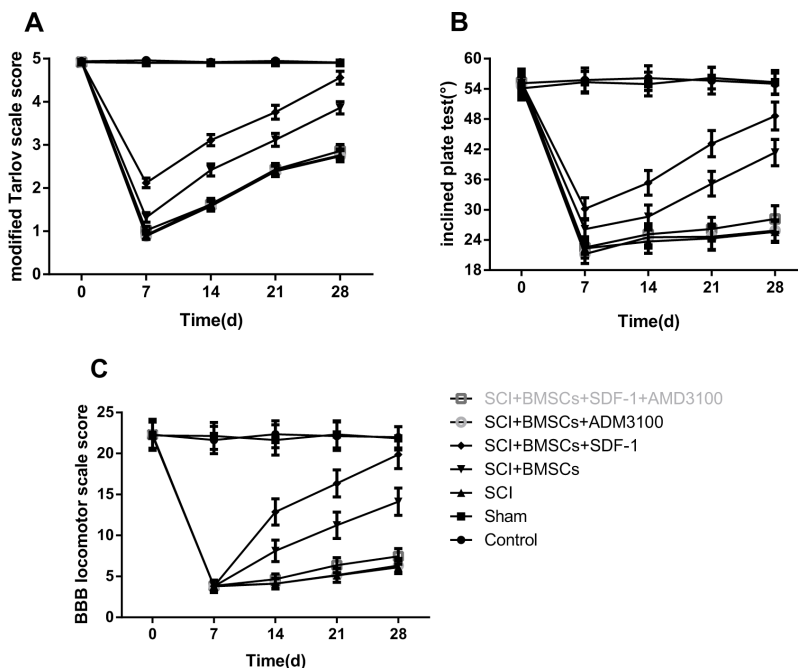 A
modified Tarlov scale score
5
4
3
2
1
0
0 7 14 21 28
Time(d)
B
inclined plate test(°)
60
54
48
42
36
30
24
18
0 7 14 21 28
Time(d)
C
BBB locomotor scale score
25
20
15
10
5
0
0 7 14 21 28
Time(d)
SCI+BMSCs+SDF-1+AMD3100
SCI+BMSCs+ADM3100
SCI+BMSCs+SDF-1
SCI+BMSCs
SCI
Sham
Control